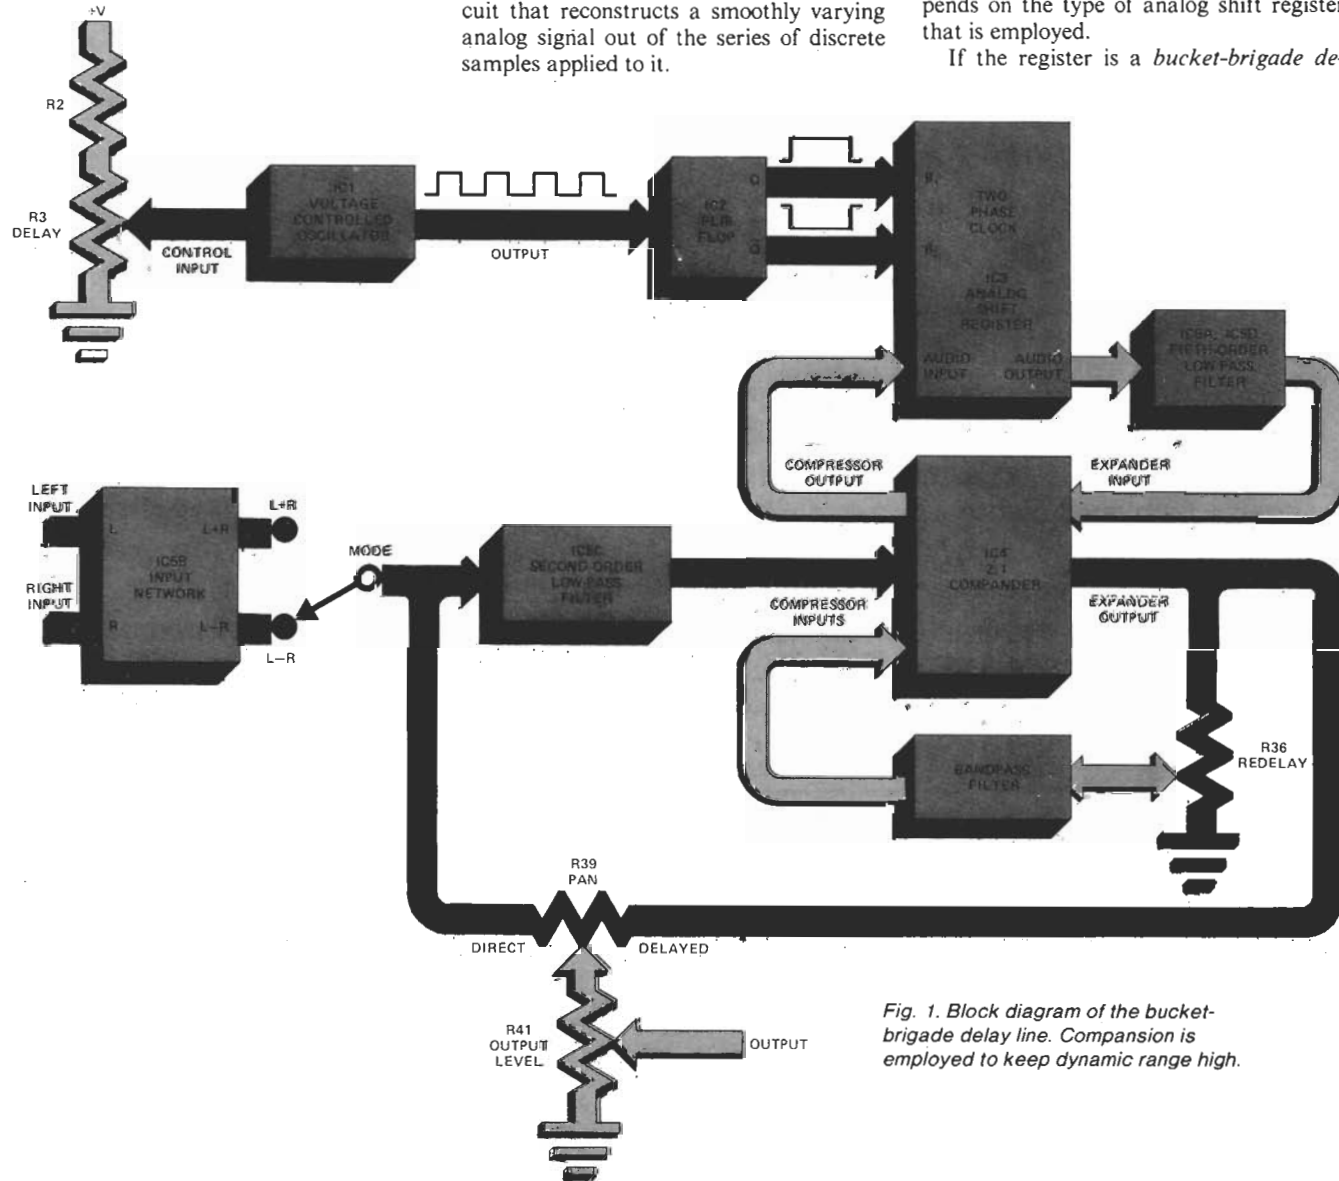 cuit that reconstructs a smoothly varying
analog signal out of the series of discrete
samples applied to it.
pends on the type of analog shift register
that is employed.
If the register is a bucket-brigade de-
+V
R2
R3
DELAY
CONTROL
INPUT
IC1
VOLTAGE
CONTROLLED
OSCILLATOR
OUTPUT
IC2
FLIP
FLOP
Q
TWO
PHASE
CLOCK
IC3
ANALOG
SHIFT
REGISTER
AUDIO
INPUT
AUDIO
OUTPUT
FIFTH-ORDER
LOW-PASS
FILTER
COMPRESSOR
OUTPUT
EXPANDER
INPUT
LEFT
INPUT
RIGHT
INPUT
L
R
IC5B
INPUT
NETWORK
L+R
L−R
L+R
L−R
MODE
SECOND-ORDER
LOW-PASS
FILTER
COMPRESSOR
INPUTS
IC4
2:1
COMPANDER
EXPANDER
OUTPUT
BANDPASS
FILTER
R36
REDELAY
R39
PAN
DIRECT
DELAYED
R41
OUTPUT
LEVEL
OUTPUT
Fig. 1. Block diagram of the bucket-
brigade delay line. Compansion is
employed to keep dynamic range high.